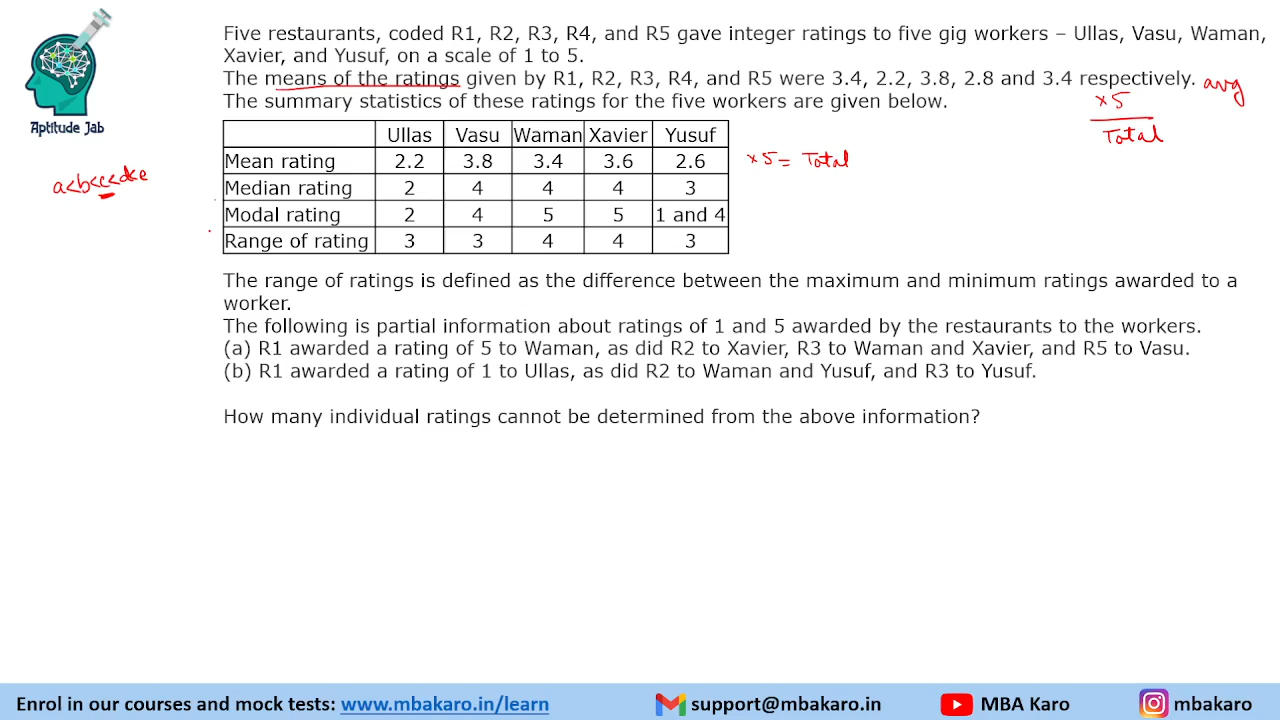 Five restaurants, coded R1, R2, R3, R4, and R5 gave integer ratings to five gig workers – Ullas, Vasu, Waman,
Xavier, and Yusuf, on a scale of 1 to 5.
The means of the ratings given by R1, R2, R3, R4, and R5 were 3.4, 2.2, 3.8, 2.8 and 3.4 respectively. avg
The summary statistics of these ratings for the five workers are given below. x 5
Total
Aptitude Jab
Ullas Vasu Waman Xavier Yusuf
Mean rating 2.2 3.8 3.4 3.6 2.6 x 5 = Total
Median rating 2 4 4 4 3
a<b<c<d<e
Modal rating 2 4 5 5 1 and 4
Range of rating 3 3 4 4 3
The range of ratings is defined as the difference between the maximum and minimum ratings awarded to a
worker.
The following is partial information about ratings of 1 and 5 awarded by the restaurants to the workers.
(a) R1 awarded a rating of 5 to Waman, as did R2 to Xavier, R3 to Waman and Xavier, and R5 to Vasu.
(b) R1 awarded a rating of 1 to Ullas, as did R2 to Waman and Yusuf, and R3 to Yusuf.
How many individual ratings cannot be determined from the above information?
Enrol in our courses and mock tests: www.mbakaro.in/learn support@mbakaro.in MBA Karo mbakaro